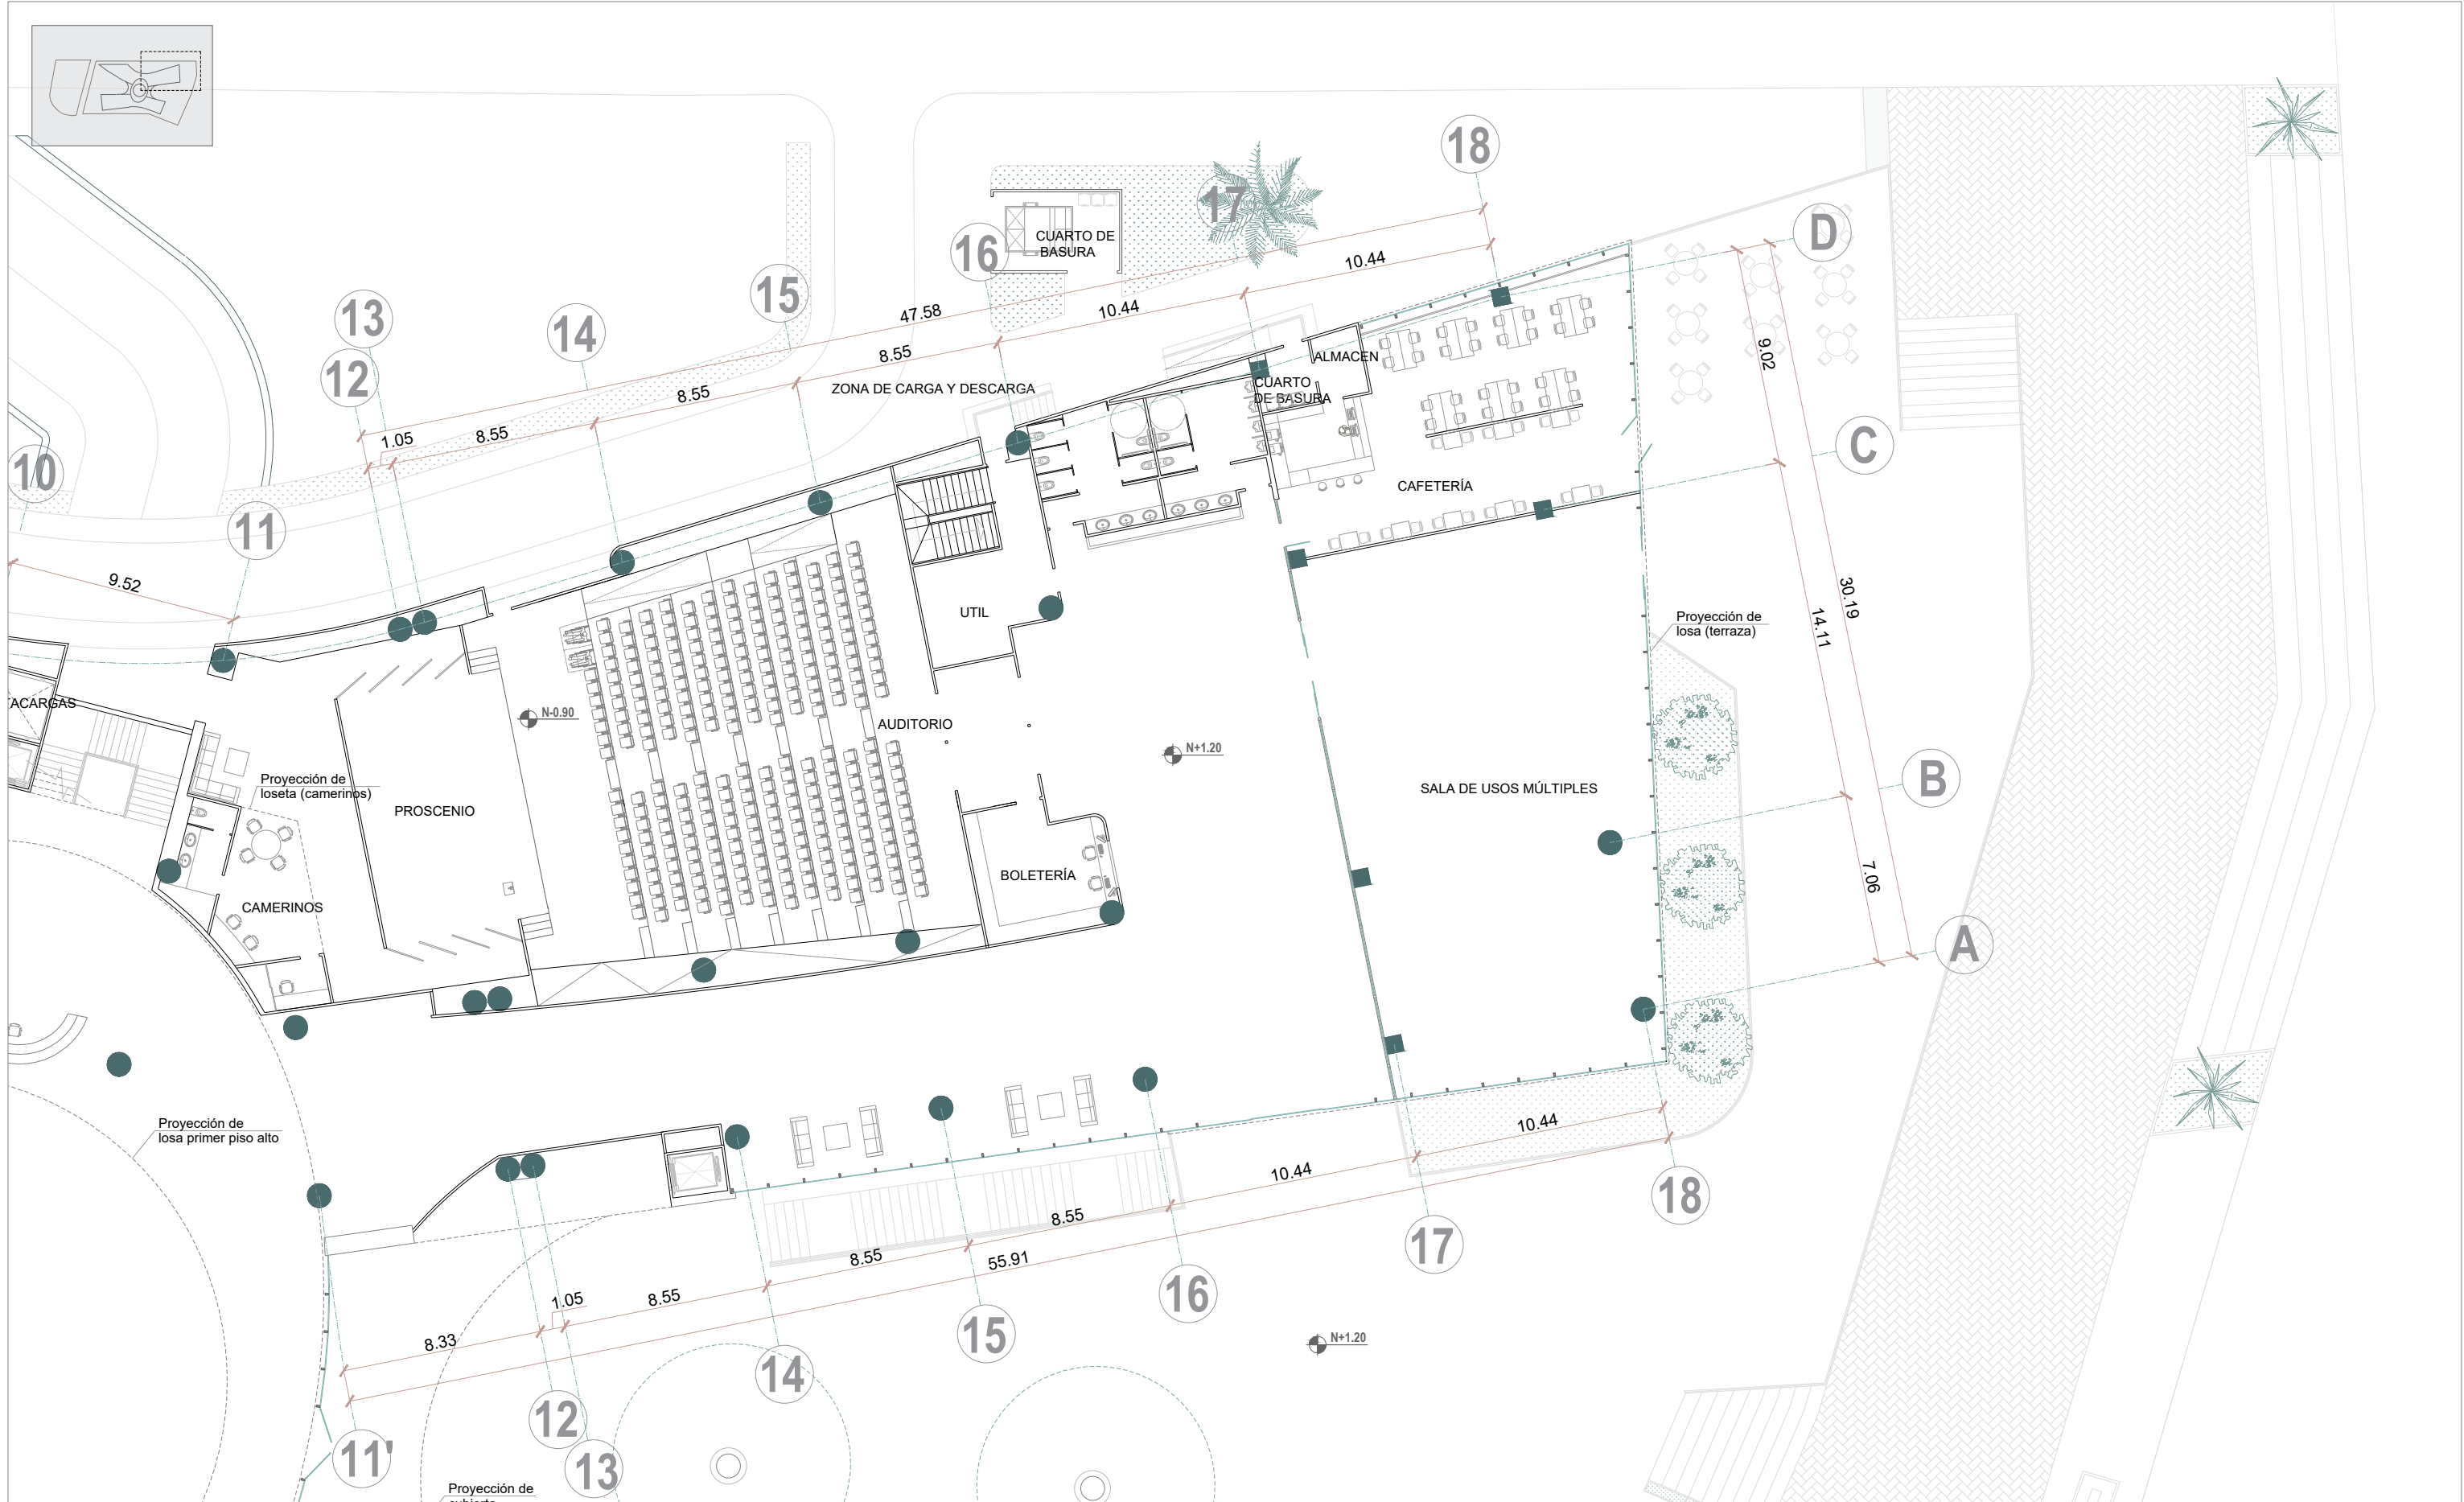 18
17
D
CUARTO DE
BASURA
16
10.44
15
13
47.58
10.44
14
12
8.55
9.02
ALMACEN
CUARTO
DE BASURA
ZONA DE CARGA Y DESCARGA
8.55
1.05
8.55
C
10
CAFETERÍA
11
9.52
30.19
UTIL
14.11
Proyección de
losa (terraza)
TACARGAS
N-0.90
AUDITORIO
N+1.20
B
Proyección de
loseta (camerinos)
SALA DE USOS MÚLTIPLES
PROSCENIO
BOLETERÍA
7.06
CAMERINOS
A
Proyección de
losa primer piso alto
10.44
10.44
18
8.55
17
8.55
55.91
16
1.05
8.55
15
8.33
N+1.20
14
12
11'
13
Proyección de